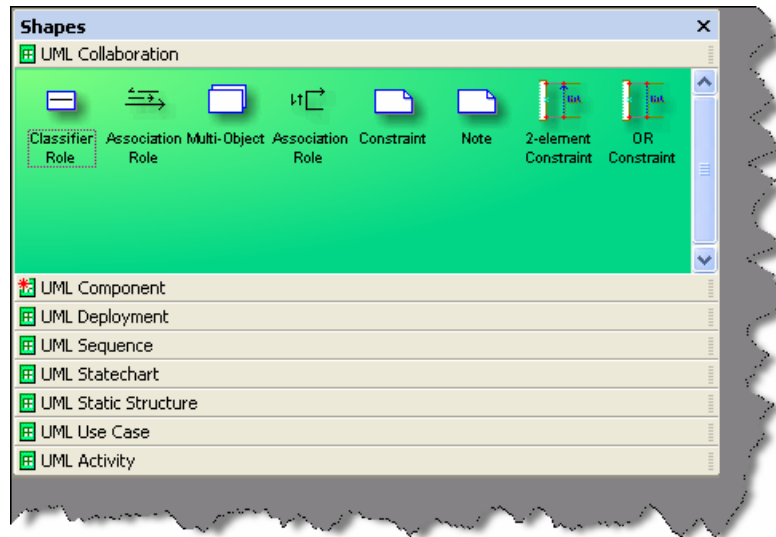 Shapes
UML Collaboration
Classifier Association Multi-Object Association Constraint Note 2-element OR
Role Role Role Constraint Constraint
UML Component
UML Deployment
UML Sequence
UML Statechart
UML Static Structure
UML Use Case
UML Activity